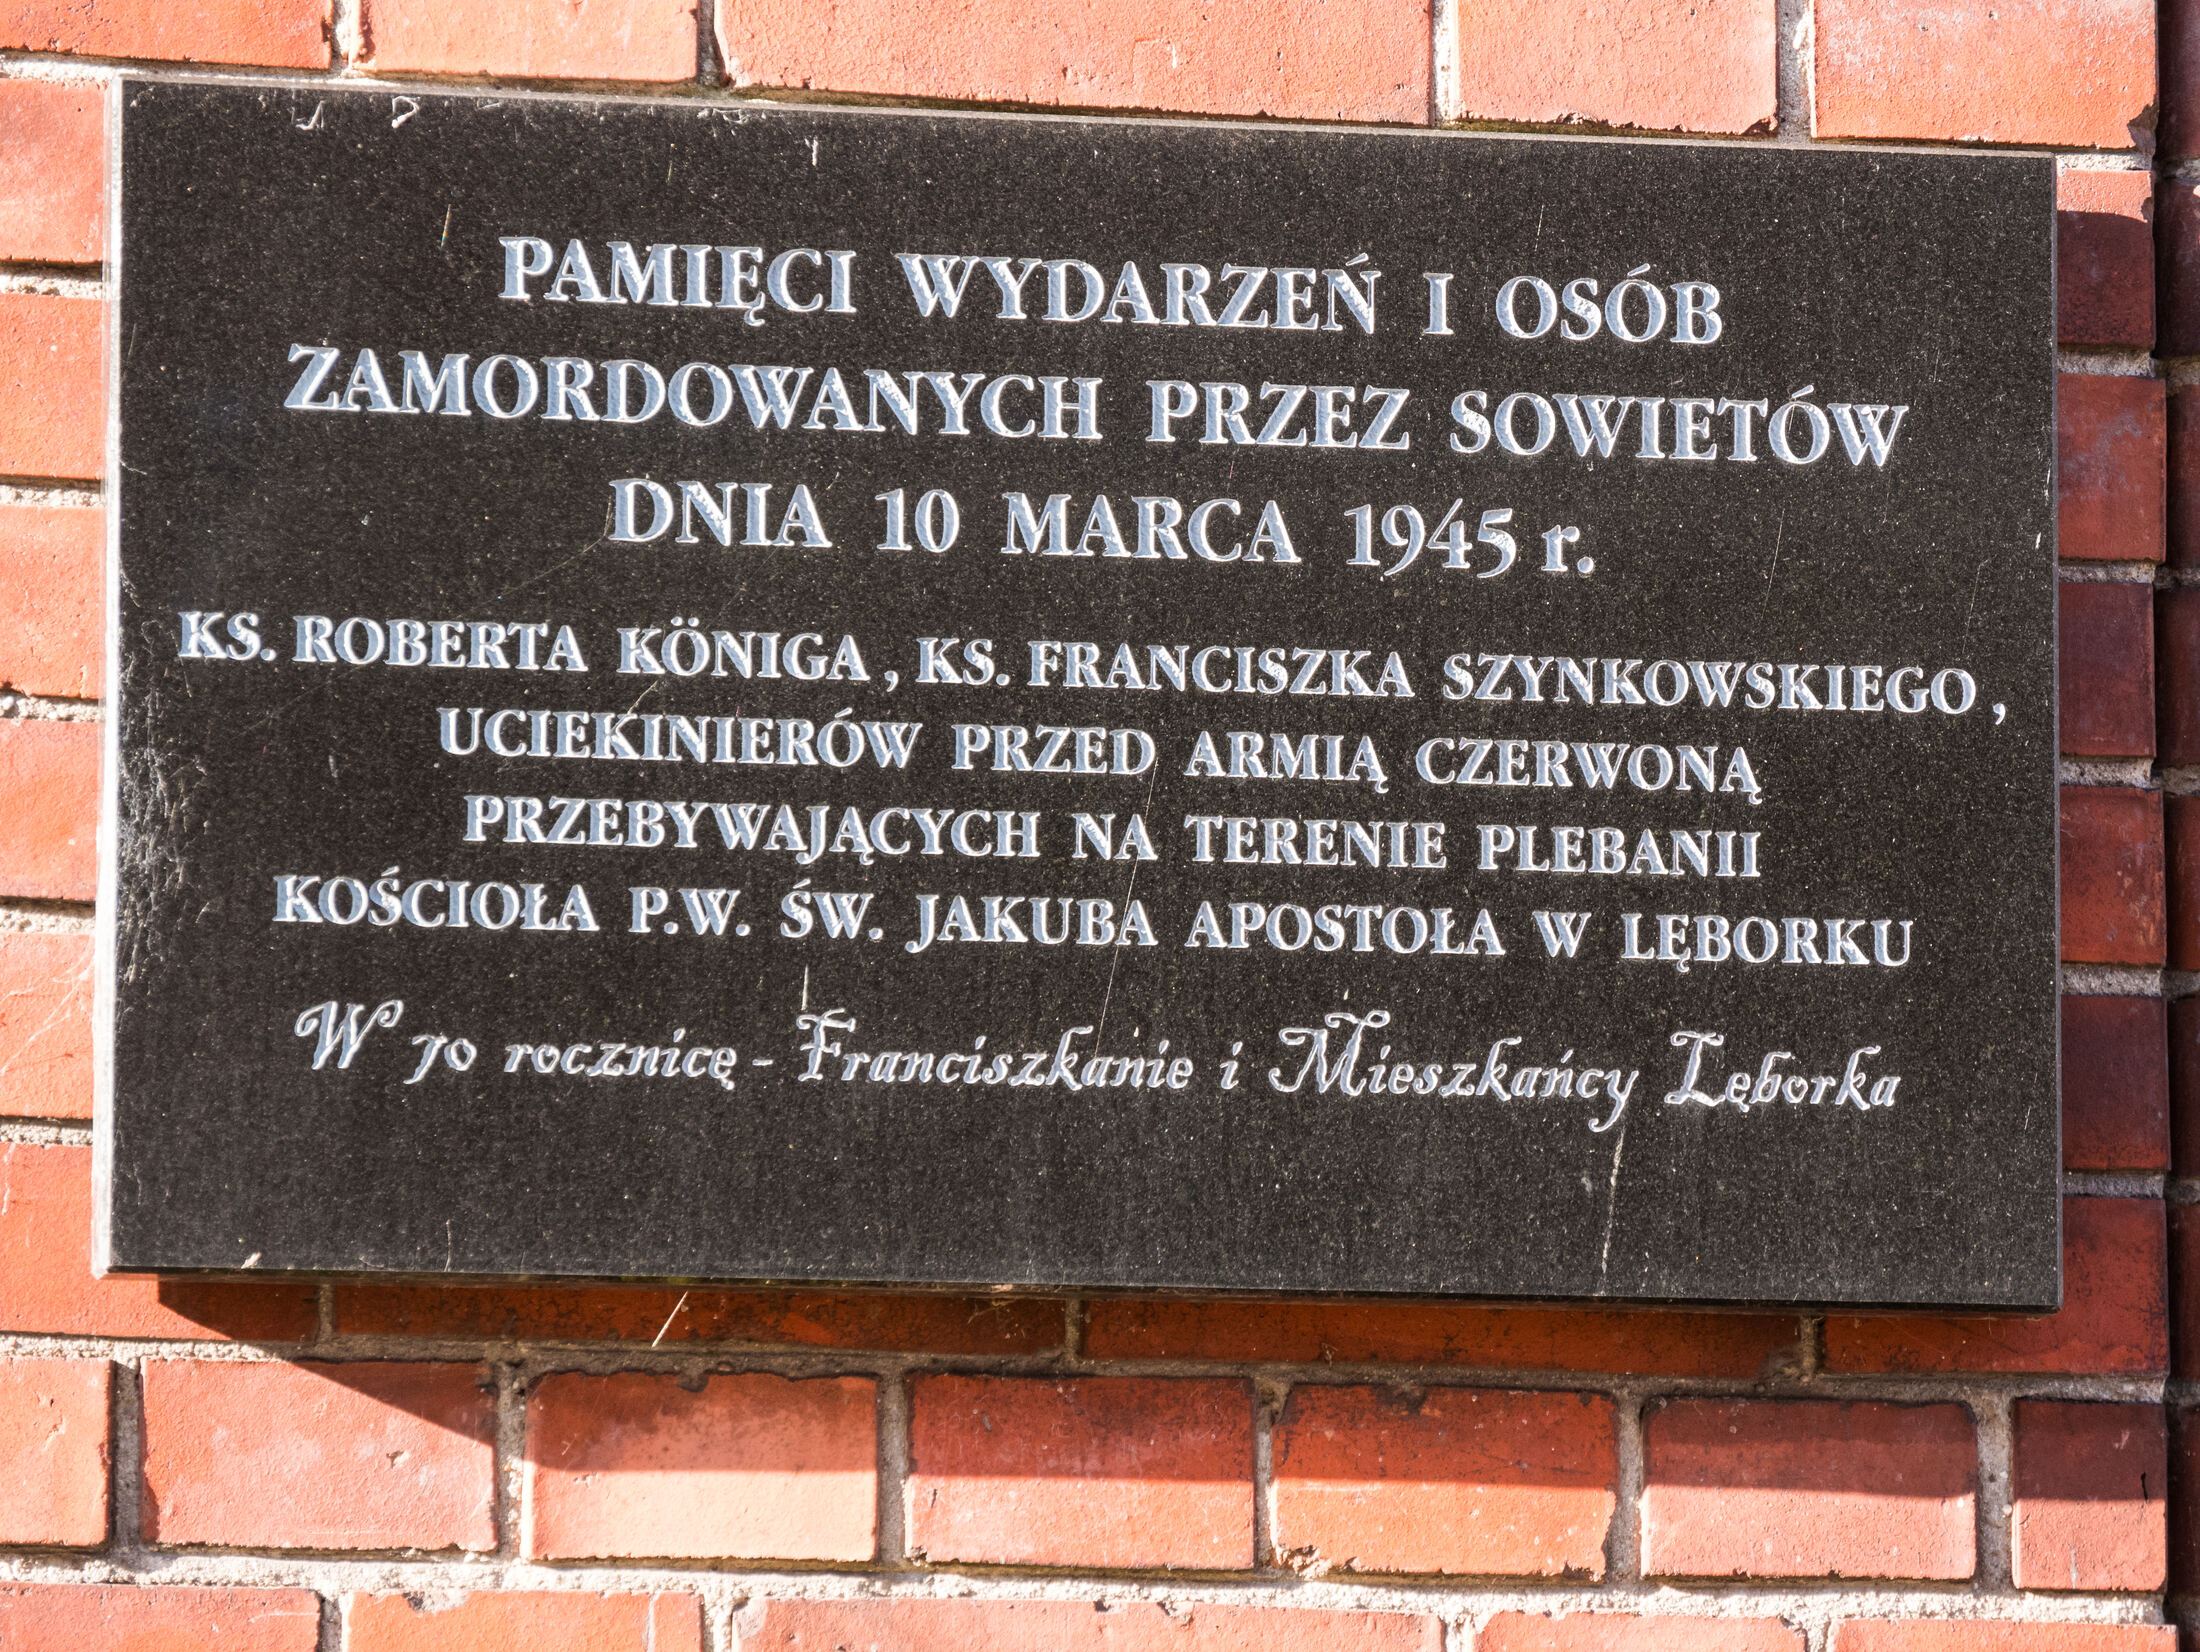 PAMIĘCI WYDARZEŃ I OSÓB
ZAMORDOWANYCH PRZEZ SOWIETÓW
DNIA 10 MARCA 1945 r.
KS. ROBERTA KÖNIGA, KS. FRANCISZKA SZYNKOWSKIEGO,
UCIEKINIERÓW PRZED ARMIĄ CZERWONĄ
PRZEBYWAJĄCYCH NA TERENIE PLEBANII
KOŚCIOŁA P.W. ŚW. JAKUBA APOSTOŁA W LĘBORKU
W 70 rocznicę - Franciszkanie i Mieszkańcy Lęborka